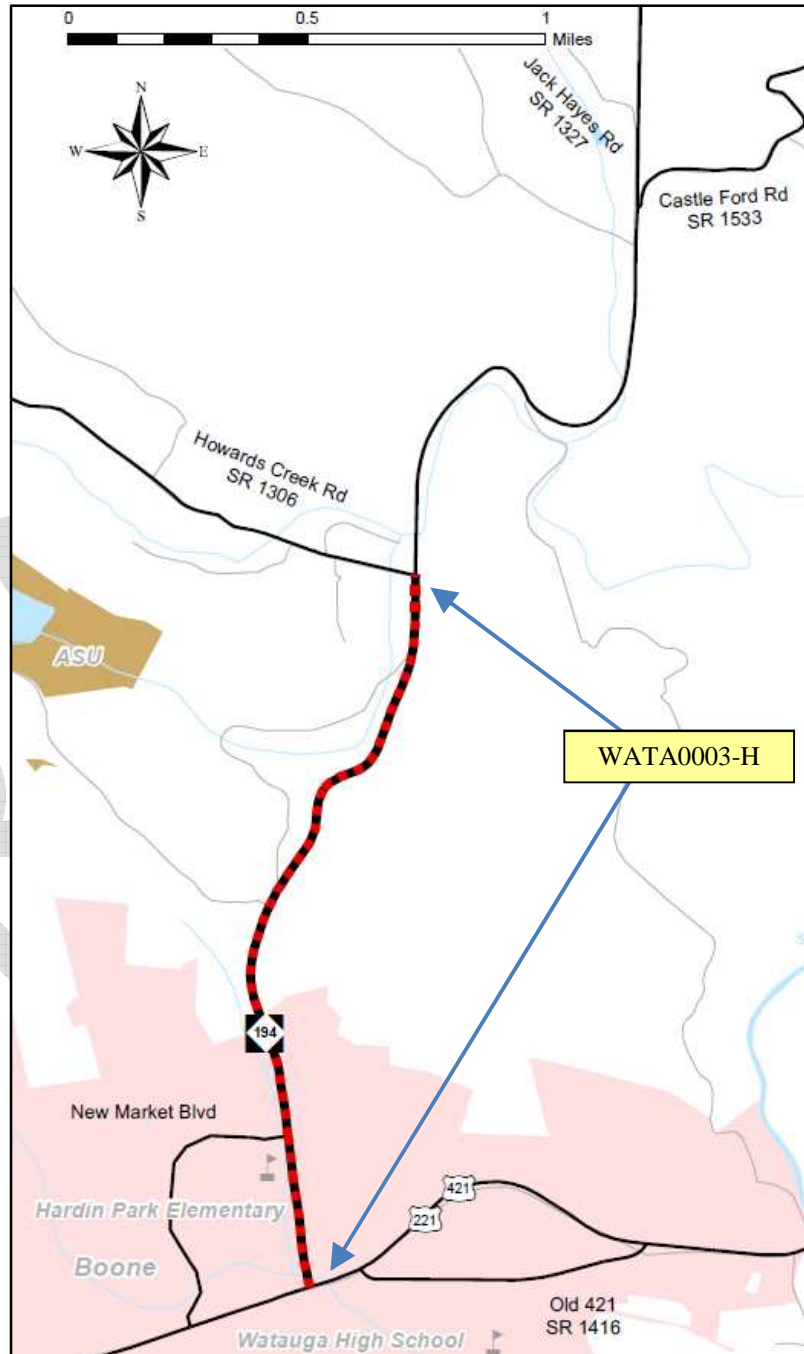 0 0.5 1
Miles
N
W E
S
Jack Hayes Rd
SR 1327
Castle Ford Rd
SR 1533
Howards Creek Rd
SR 1306
ASU
WATA0003-H
194
New Market Blvd
Hardin Park Elementary
421
221
Boone
Old 421
SR 1416
Watauga High School